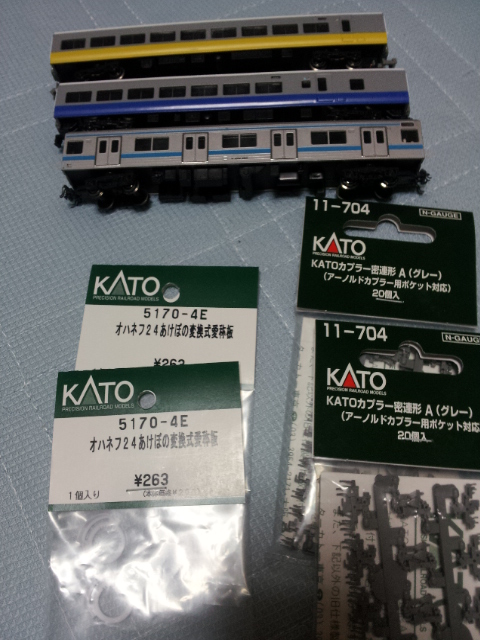 11-704
N-GAUGE
KATO
KATOカプラー密連形 A (グレー)
(アーノルドカプラー用ポケット対応)
20個入
KATO
PRECISION RAILROAD MODELS
5170-4E
オハネフ24あけぼの変換式愛称板
¥263
11-704
N-GAUGE
KATO
KATOカプラー密連形 A (グレー)
(アーノルドカプラー用ポケット対応)
20個入
KATO
PRECISION RAILROAD MODELS
5170-4E
オハネフ24あけぼの変換式愛称板
¥263
1個入り